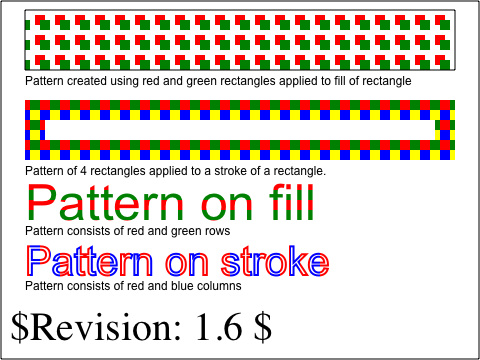 Pattern created using red and green rectangles applied to fill of rectangle
Pattern of 4 rectangles applied to a stroke of a rectangle.
Pattern on fill
Pattern consists of red and green rows
Pattern on stroke
Pattern consists of red and blue columns
$Revision: 1.6 $